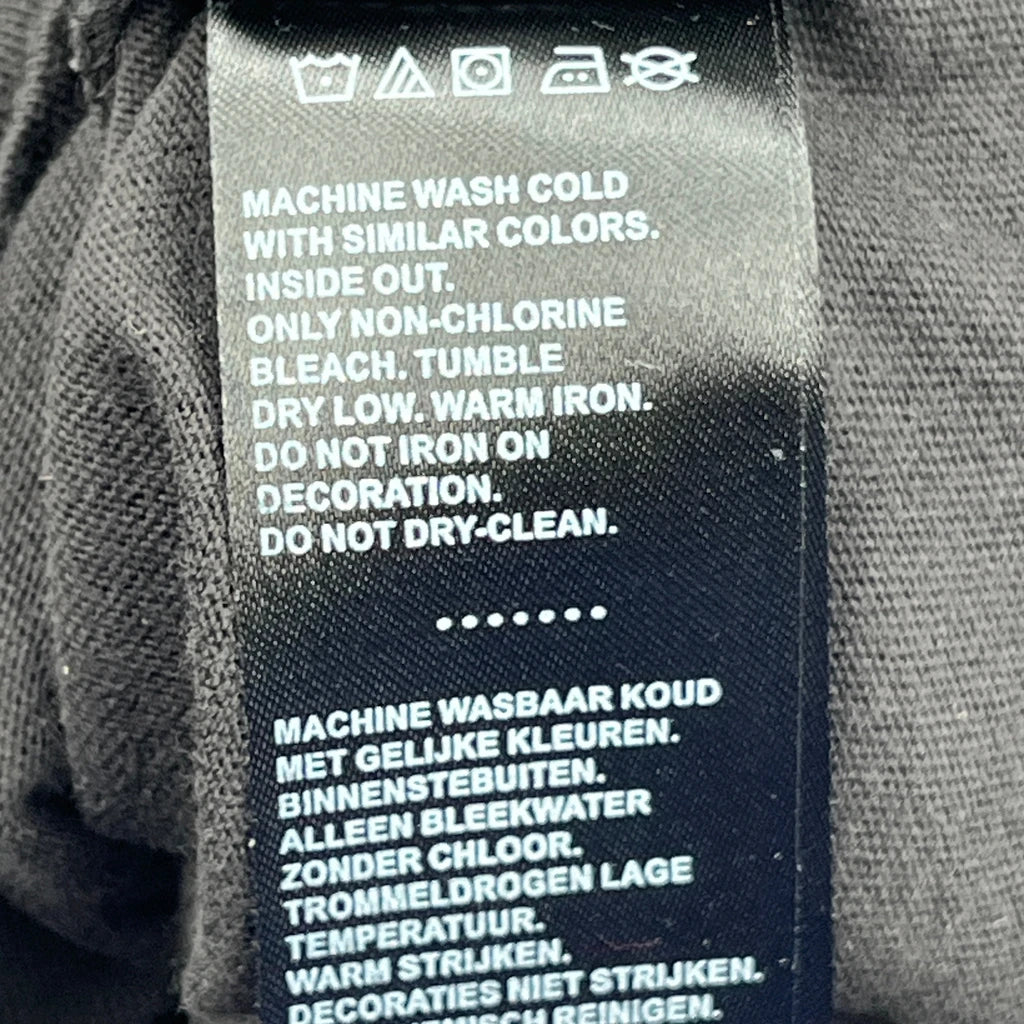 MACHINE WASH COLD
WITH SIMILAR COLORS.
INSIDE OUT.
ONLY NON-CHLORINE
BLEACH. TUMBLE
DRY LOW. WARM IRON.
DO NOT IRON ON
DECORATION.
DO NOT DRY-CLEAN.
MACHINE WASBAAR KOUD
MET GELIJKE KLEUREN.
BINNENSTEBUITEN.
ALLEEN BLEEKWATER
ZONDER CHLOOR.
TROMMELDROGEN LAGE
TEMPERATUUR.
WARM STRIJKEN.
DECORATIES NIET STRIJKEN.
REINIGEN.